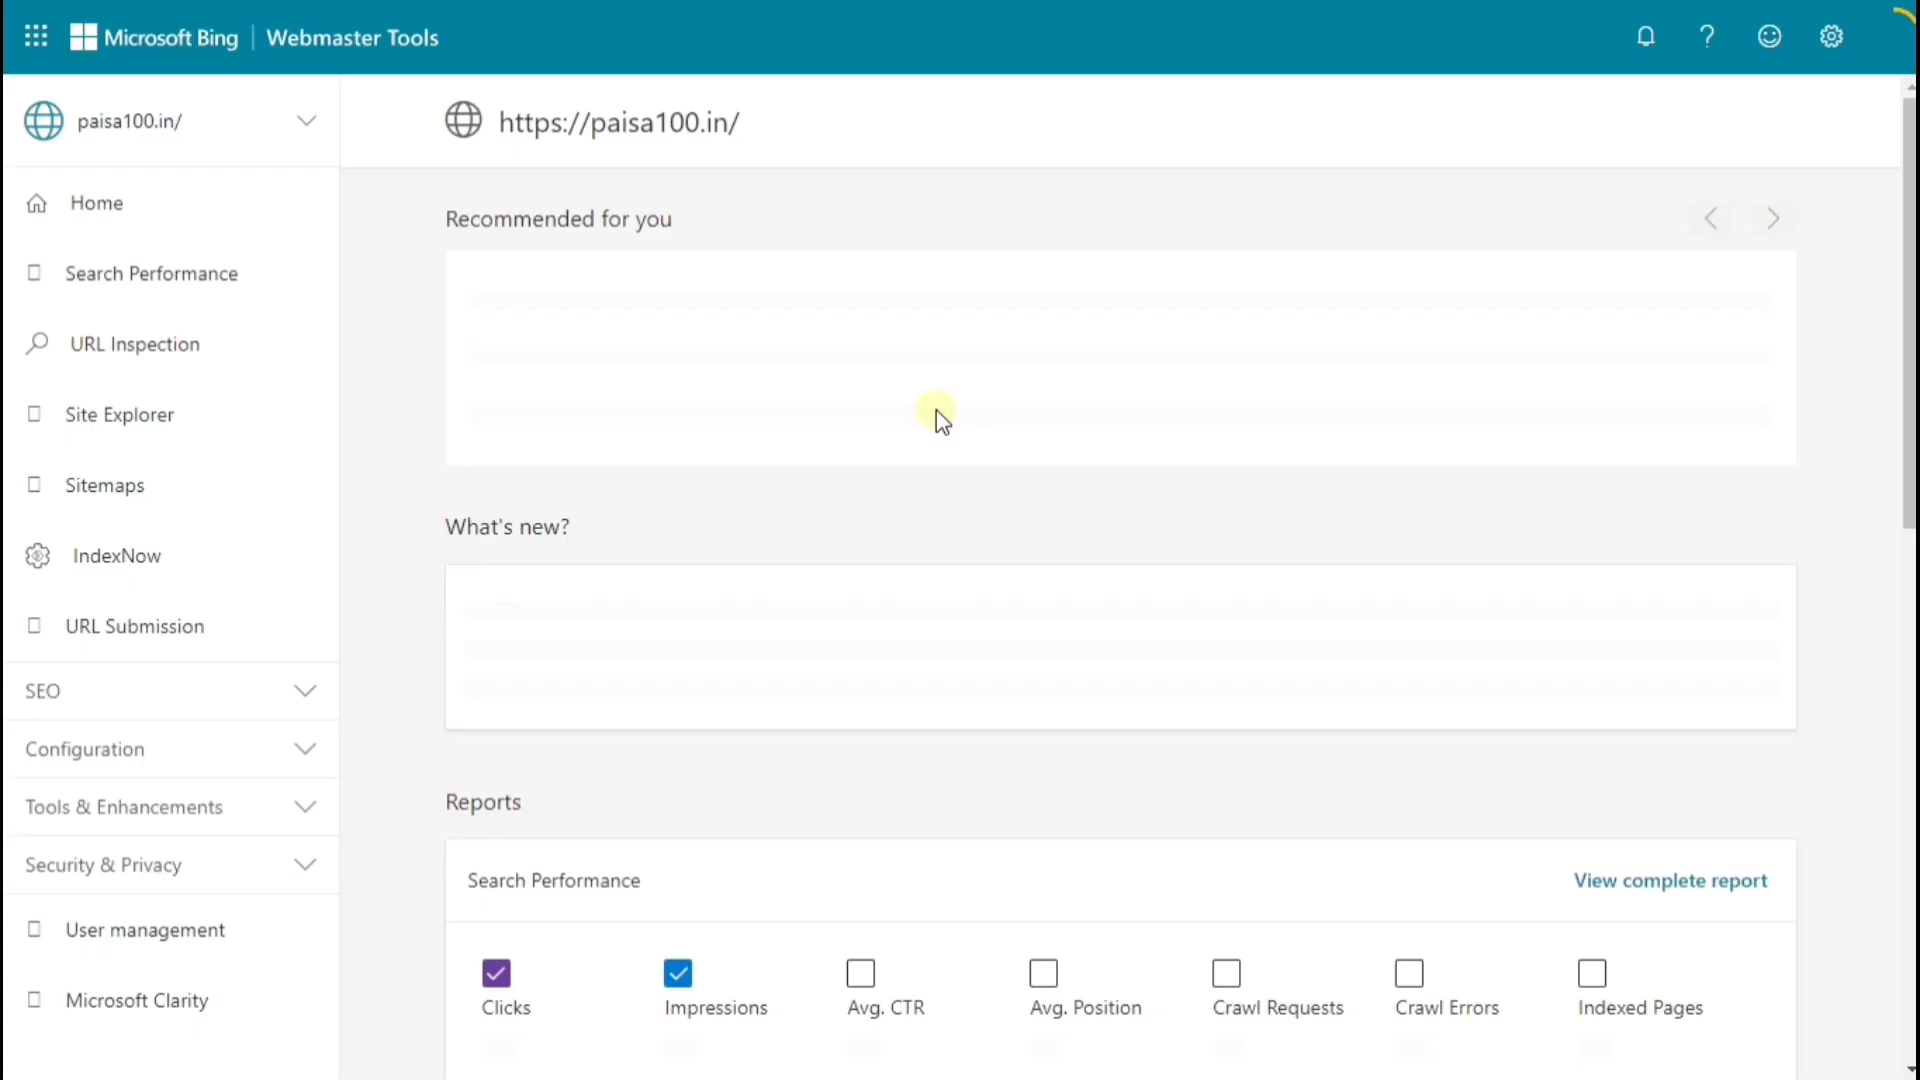 Microsoft Bing | Webmaster Tools
paisa100.in/
https://paisa100.in/
Home
Search Performance
URL Inspection
Site Explorer
Sitemaps
IndexNow
URL Submission
SEO
Configuration
Tools & Enhancements
Security & Privacy
User management
Microsoft Clarity
Recommended for you
What's new?
Reports
Search Performance
View complete report
Clicks
Impressions
Avg. CTR
Avg. Position
Crawl Requests
Crawl Errors
Indexed Pages